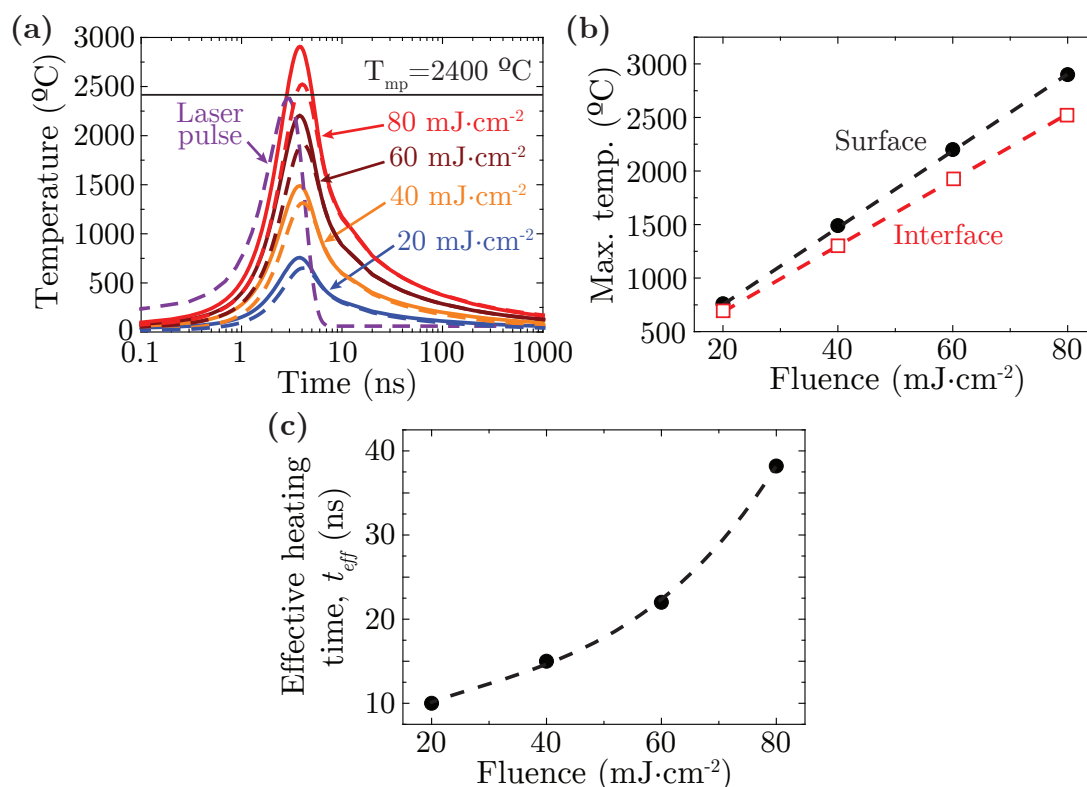 (a)
3000
2500
2000
1500
1000
500
0
Temperature (ºC)
T_mp=2400 ºC
Laser
pulse
80 mJ·cm⁻²
60 mJ·cm⁻²
40 mJ·cm⁻²
20 mJ·cm⁻²
0.1 1 10 100 1000
Time (ns)
(b)
3000
2500
2000
1500
1000
500
Max. temp. (ºC)
Surface
Interface
20 40 60 80
Fluence (mJ·cm⁻²)
(c)
40
30
20
10
Effective heating
time, t_eff (ns)
20 40 60 80
Fluence (mJ·cm⁻²)